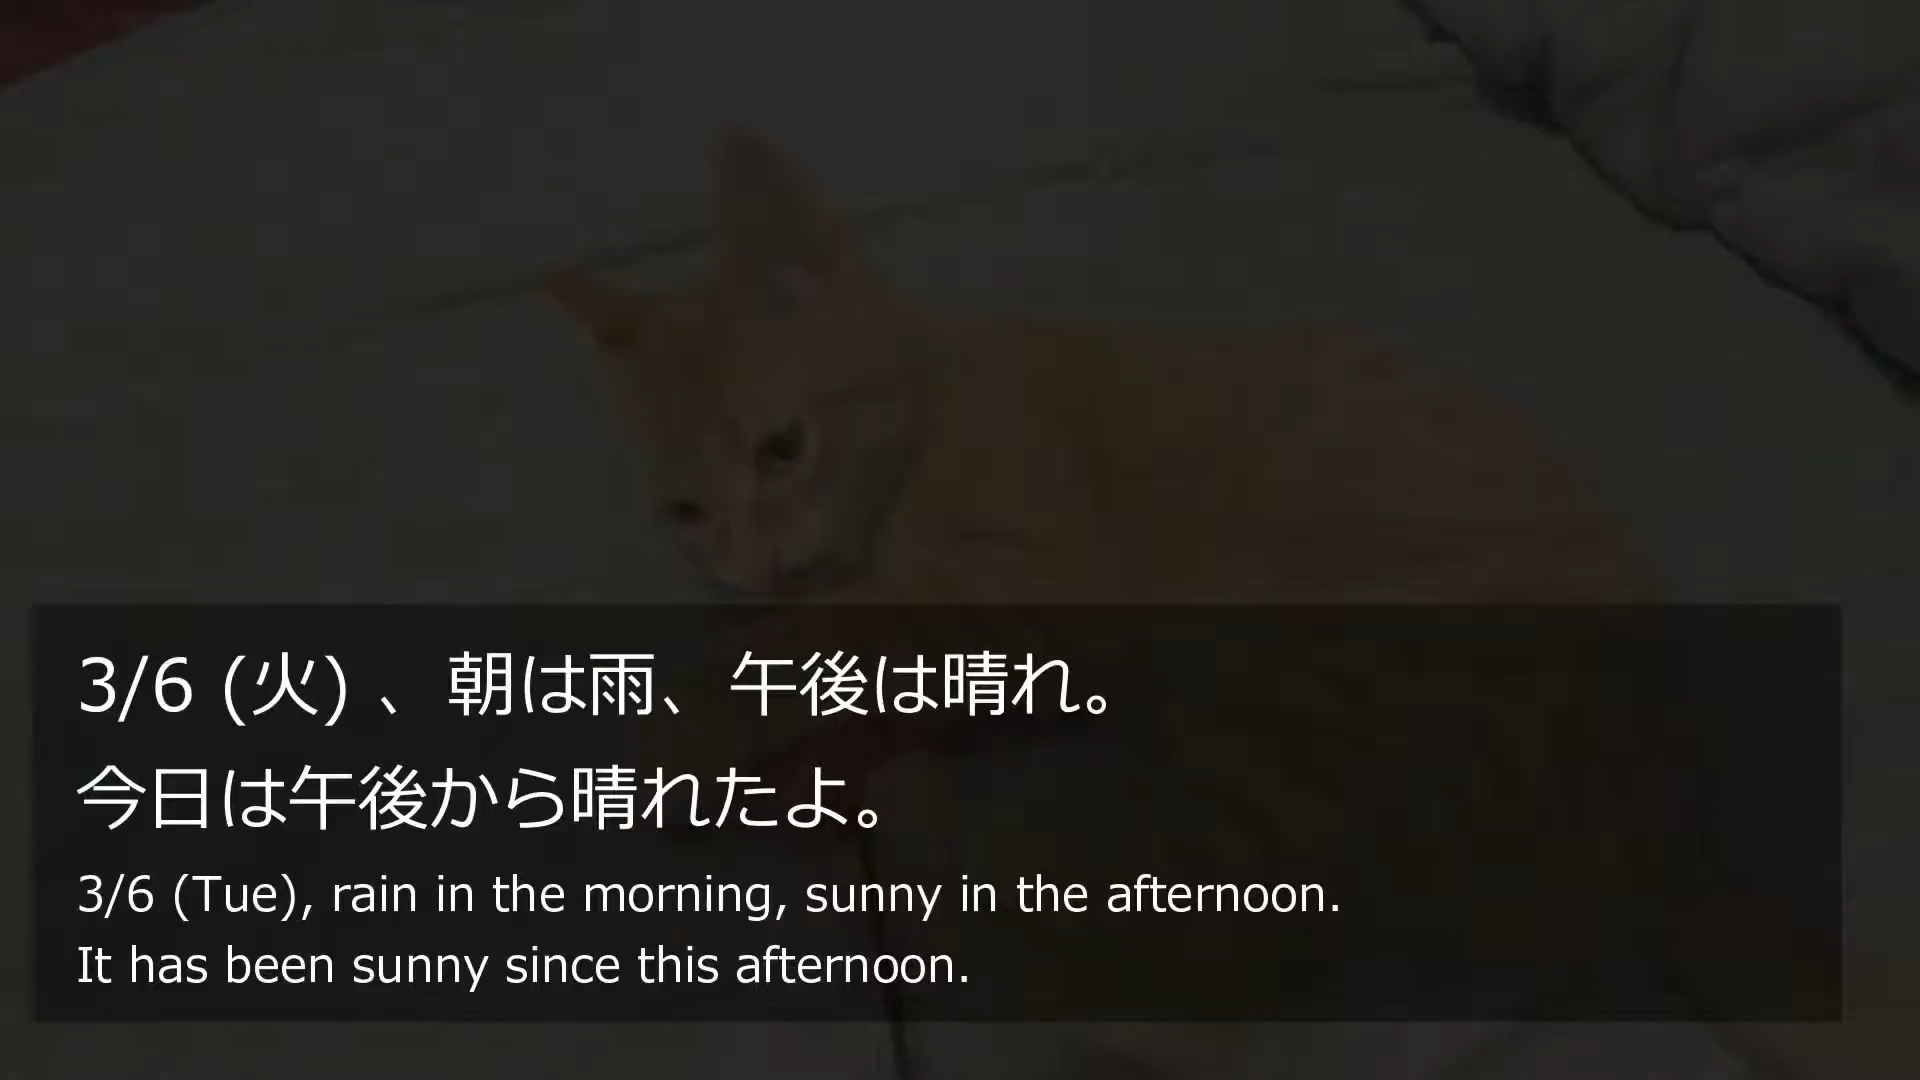 3/6 (火) 、朝は雨、午後は晴れ。
今日は午後から晴れたよ。
3/6 (Tue), rain in the morning, sunny in the afternoon.
It has been sunny since this afternoon.